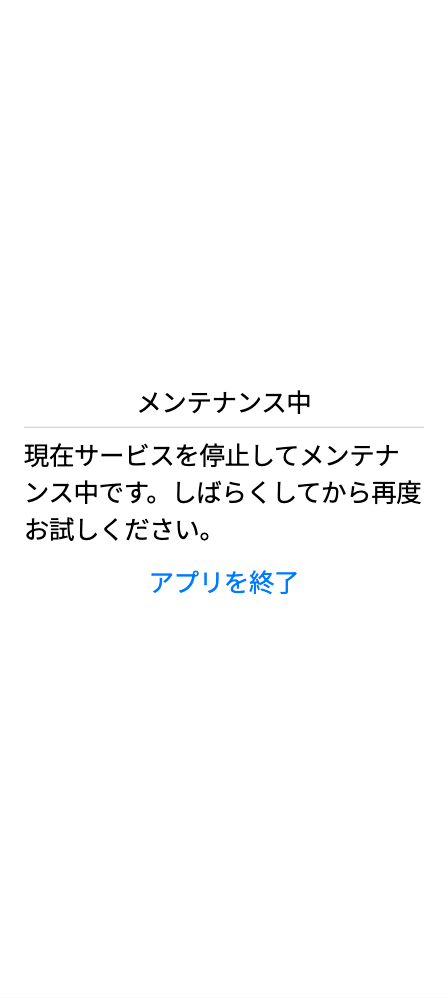 メンテナンス中
現在サービスを停止してメンテナ
ンス中です。しばらくしてから再度
お試しください。
アプリを終了